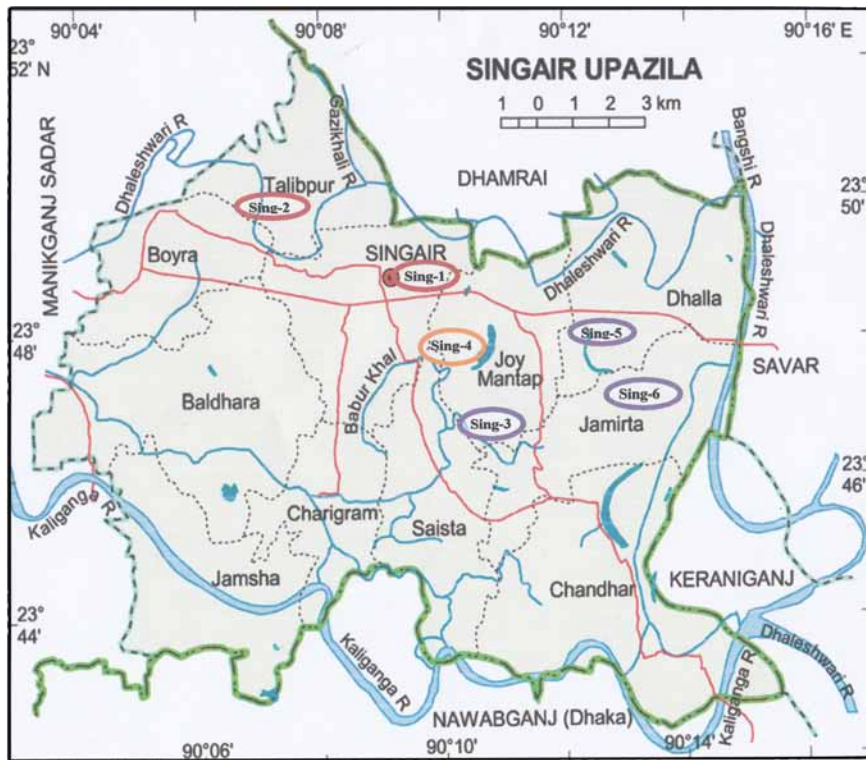 90°04'
90°08'
90°12'
90°16' E
23°
52' N
SINGAIR UPAZILA
1 0 1 2 3 km
Dhaleshwari R
Gazikhali R
Bangshi R
Talibpur
DHAMRAI
23°
50'
MANIKGANJ SADAR
Sing-2
Boyra
SINGAIR
Sing-1
Dhaleshwari R
Dhalla
Dhaleshwari R
23°
48'
Sing-4
Sing-5
Joy
Mantap
SAVAR
Babur Khal
Baldhara
Sing-6
Sing-3
Jamirta
23°
46'
Kaliganga R
Charigram
Saista
Jamsha
Chandhar
KERANIGANJ
23°
44'
Kaliganga R
Dhaleshwari R
NAWABGANJ (Dhaka)
Kaliganga R
90°06'
90°10'
90°14'